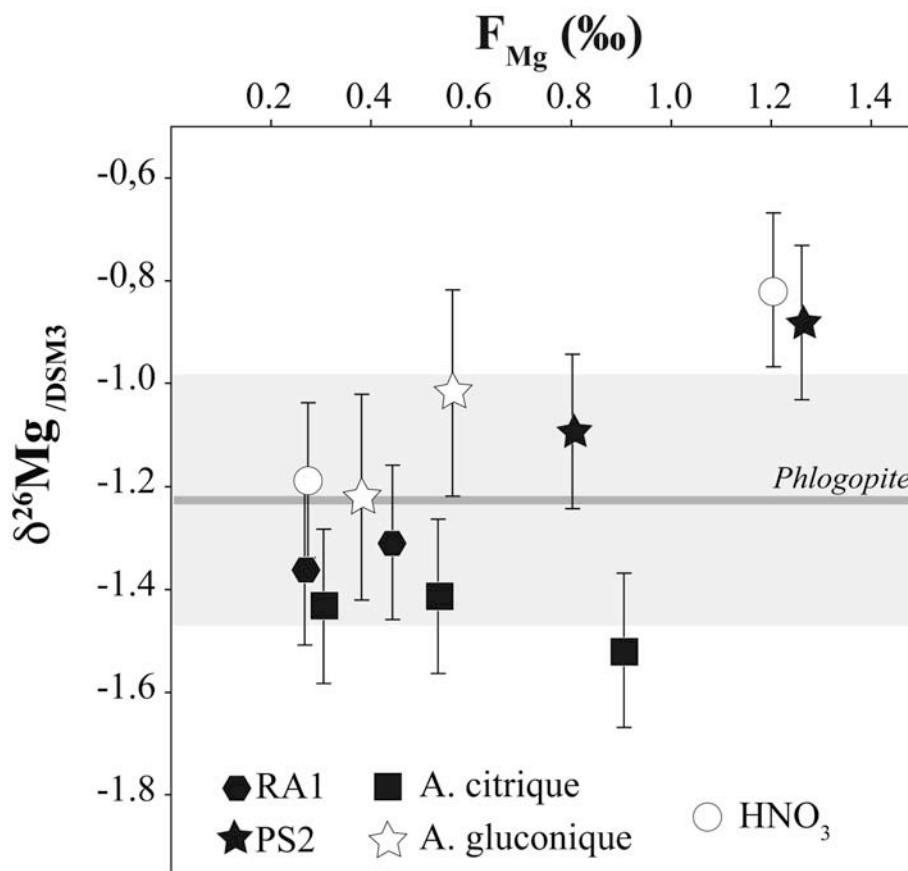 F_Mg (‰)
0.2 0.4 0.6 0.8 1.0 1.2 1.4
δ²⁶Mg/DSM3
-0,6
-0,8
-1.0
-1.2
-1.4
-1.6
-1.8
Phlogopite
RA1 A. citrique
PS2 A. gluconique HNO₃